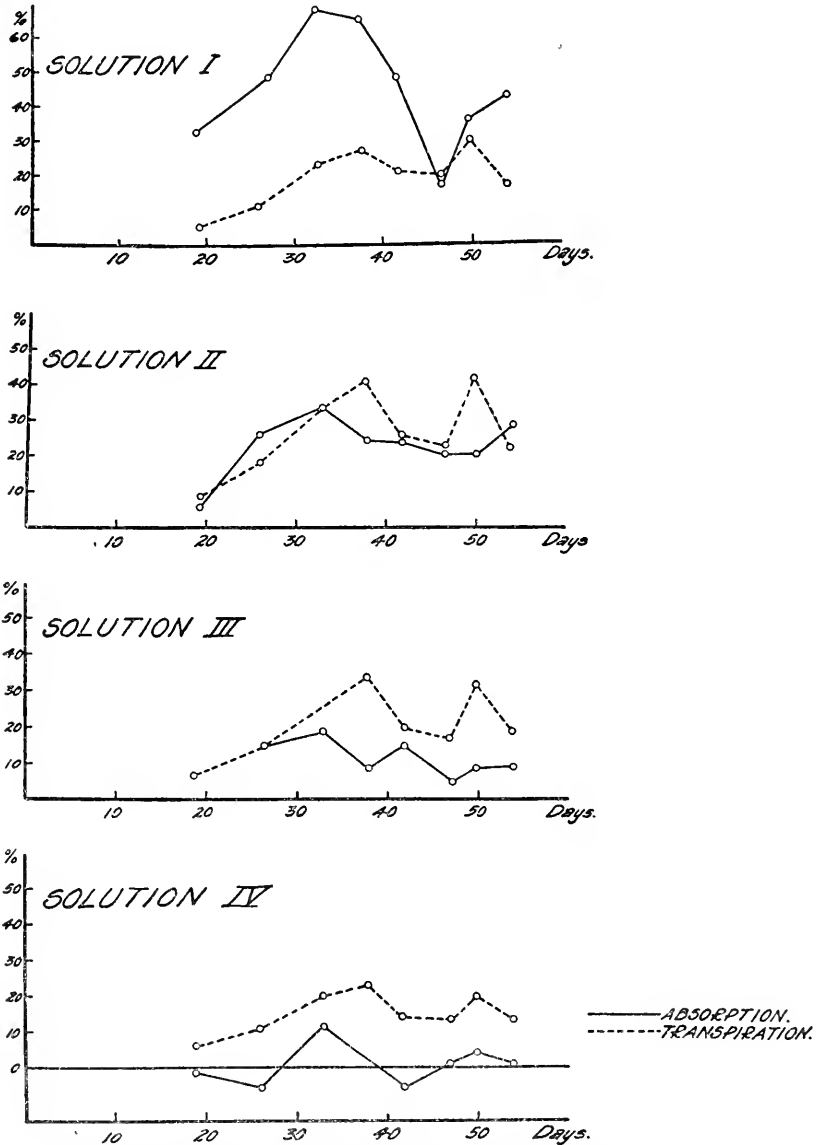 %
60
50
40
30
20
10
SOLUTION I
10 20 30 40 50 Days.
%
50
40
30
20
10
SOLUTION II
10 20 30 40 50 Days
%
50
40
30
20
10
SOLUTION III
10 20 30 40 50 Days.
%
50
40
30
20
10
0
SOLUTION IV
ABSORPTION.
TRANSPIRATION.
10 20 30 40 50 Days.